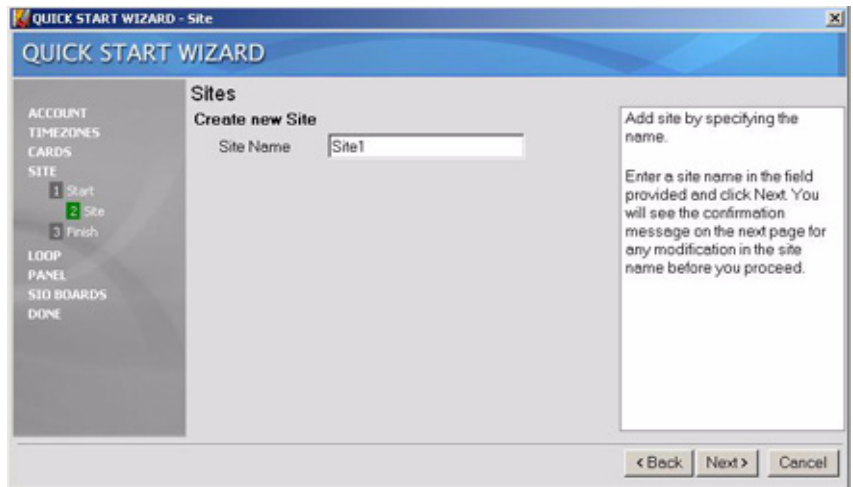 QUICK START WIZARD - Site
QUICK START WIZARD
ACCOUNT
TIMEZONES
CARDS
SITE
1 Start
2 Site
3 Finish
LOOP
PANEL
SIO BOARDS
DONE
Sites
Create new Site
Site Name Site1
Add site by specifying the
name.
Enter a site name in the field
provided and click Next. You
will see the confirmation
message on the next page for
any modification in the site
name before you proceed.
< Back Next > Cancel